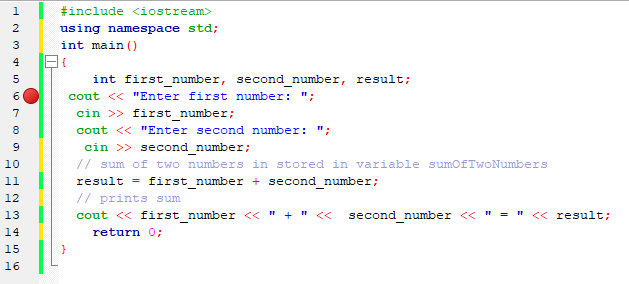 1 #include <iostream>
2 using namespace std;
3 int main()
4 {
5 int first_number, second_number, result;
6 cout << "Enter first number: ";
7 cin >> first_number;
8 cout << "Enter second number: ";
9 cin >> second_number;
10 // sum of two numbers in stored in variable sumOfTwoNumbers
11 result = first_number + second_number;
12 // prints sum
13 cout << first_number << " + " <<  second_number << " = " << result;
14 return 0;
15 }
16